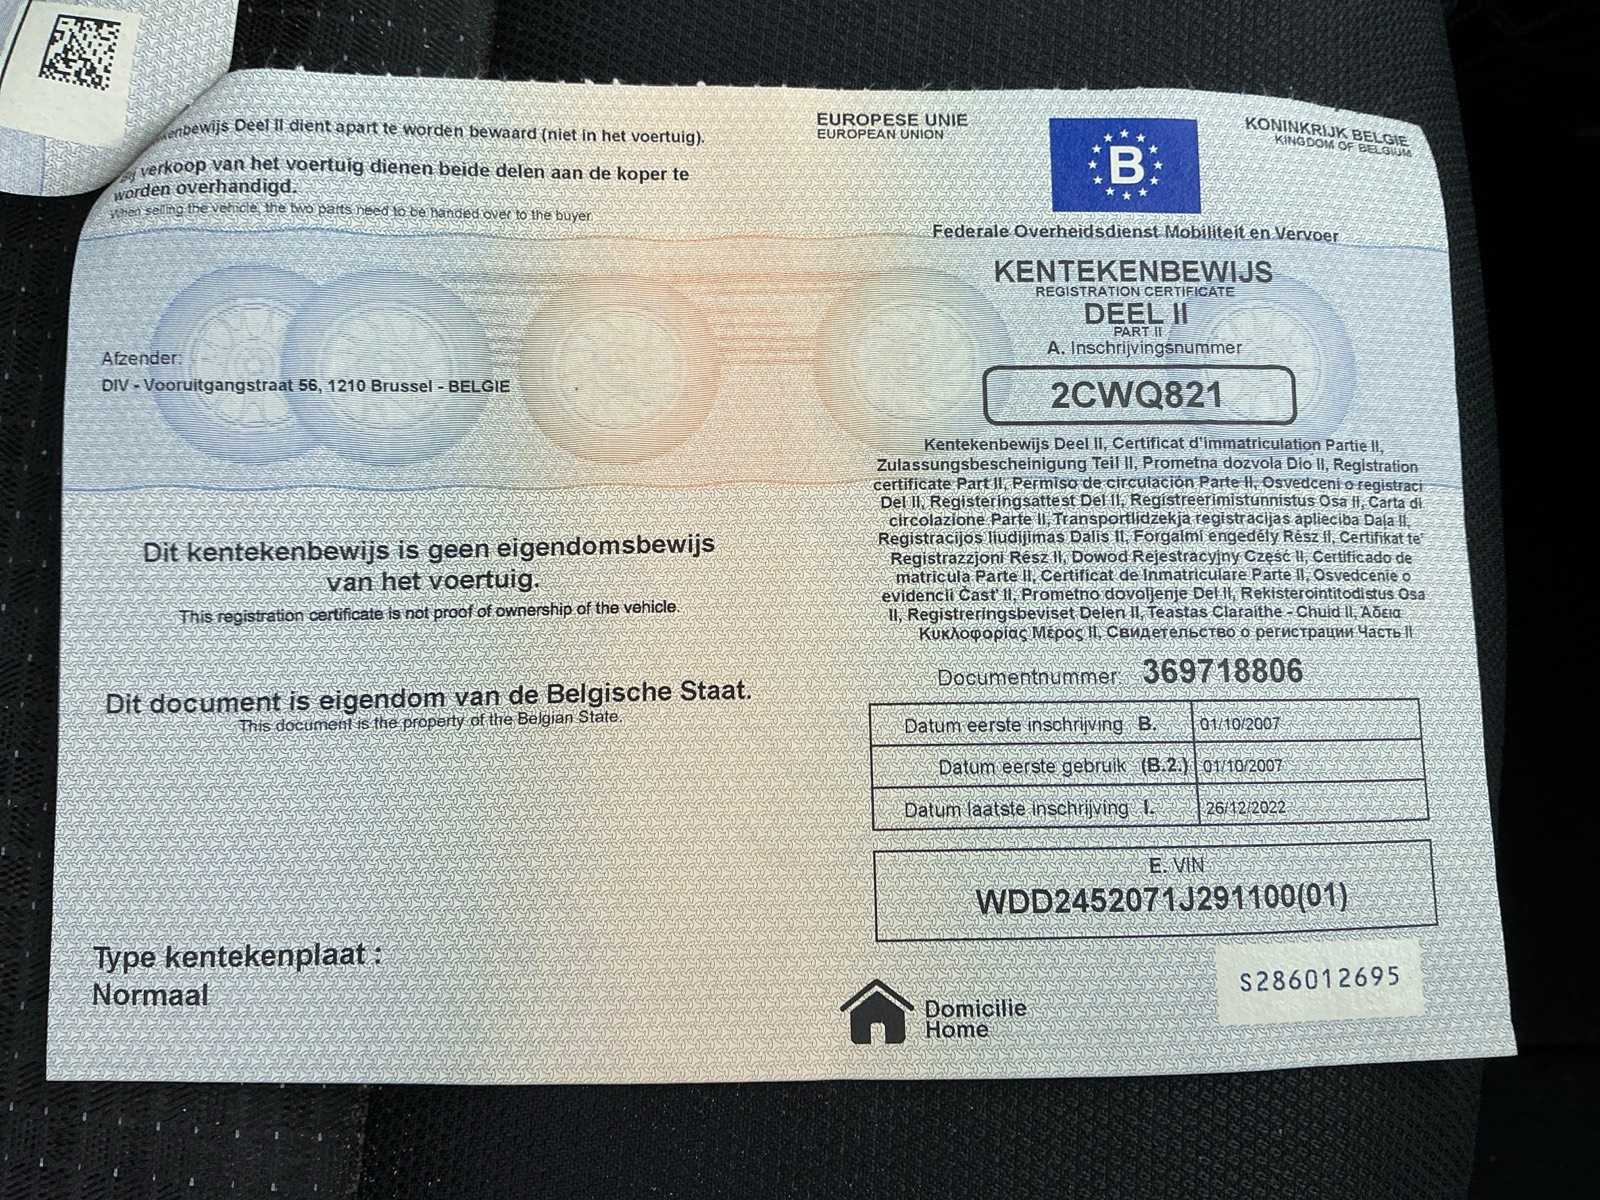 Deel II dient apart te worden bewaard (niet in het voertuig).
verkoop van het voertuig dienen beide delen aan de koper te
worden overhandigd.
When selling the vehicle, the two parts need to be handed over to the buyer.
Afzender:
DIV - Vooruitgangstraat 56, 1210 Brussel - BELGIE
Dit kentekenbewijs is geen eigendomsbewijs
van het voertuig.
This registration certificate is not proof of ownership of the vehicle.
Dit document is eigendom van de Belgische Staat.
This document is the property of the Belgian State.
Type kentekenplaat :
Normaal
EUROPESE UNIE
EUROPEAN UNION
B
KONINKRIJK BELGIE
KINGDOM OF BELGIUM
Federale Overheidsdienst Mobiliteit en Vervoer
KENTEKENBEWIJS
REGISTRATION CERTIFICATE
DEEL II
PART II
A. Inschrijvingsnummer
2CWQ821
Kentekenbewijs Deel II, Certificat d'immatriculation Partie II,
Zulassungsbescheinigung Teil II, Prometna dozvola Dio II, Registration
certificate Part II, Permiso de circulación Parte II, Osvedceni o registraci
Del II, Registeringsattest Del II, Registreerimistunnistus Osa II, Carta di
circolazione Parte II, Transportlidzekja registracijas aplieciba Dala II,
Registracijos liudijimas Dalis II, Forgalmi engedély Rész II, Certifikat te'
Registrazzjoni Rész II, Dowod Rejestracyjny Część II, Certificado de
matricula Parte II, Certificat de Inmatriculare Parte II, Osvedcenie o
evidencii Časť II, Prometno dovoljenje Del II, Rekisterointitodistus Osa
II, Registreringsbeviset Delen II, Teastas Claraithe - Chuid II, Άδεια
Κυκλοφορίας Μέρος II, Свидетельство о регистрации Часть II
Documentnummer: 369718806
Datum eerste inschrijving B. 01/10/2007
Datum eerste gebruik (B.2.) 01/10/2007
Datum laatste inschrijving I. 26/12/2022
E. VIN
WDD2452071J291100(01)
Domicilie
Home
S286012695